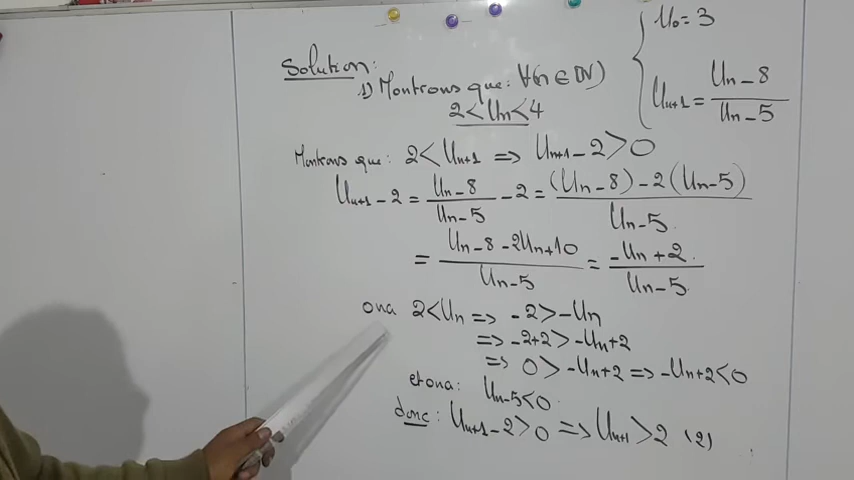 U₀ = 3
Uₙ₊₁ = (Uₙ - 8)/(Uₙ - 5)
Solution:
1) Montrons que: ∀(n ∈ ℕ)
2 < Uₙ < 4
Montrons que: 2 < Uₙ₊₁ => Uₙ₊₁ - 2 > 0
Uₙ₊₁ - 2 = (Uₙ - 8)/(Uₙ - 5) - 2 = ((Uₙ - 8) - 2(Uₙ - 5))/(Uₙ - 5)
= (Uₙ - 8 - 2Uₙ + 10)/(Uₙ - 5) = (-Uₙ + 2)/(Uₙ - 5)
ona 2 < Uₙ => -2 > -Uₙ
=> -2+2 > -Uₙ+2
=> 0 > -Uₙ+2 => -Uₙ+2 < 0
et ona: Uₙ - 5 < 0
donc: Uₙ₊₁ - 2 > 0 => Uₙ₊₁ > 2 (2)